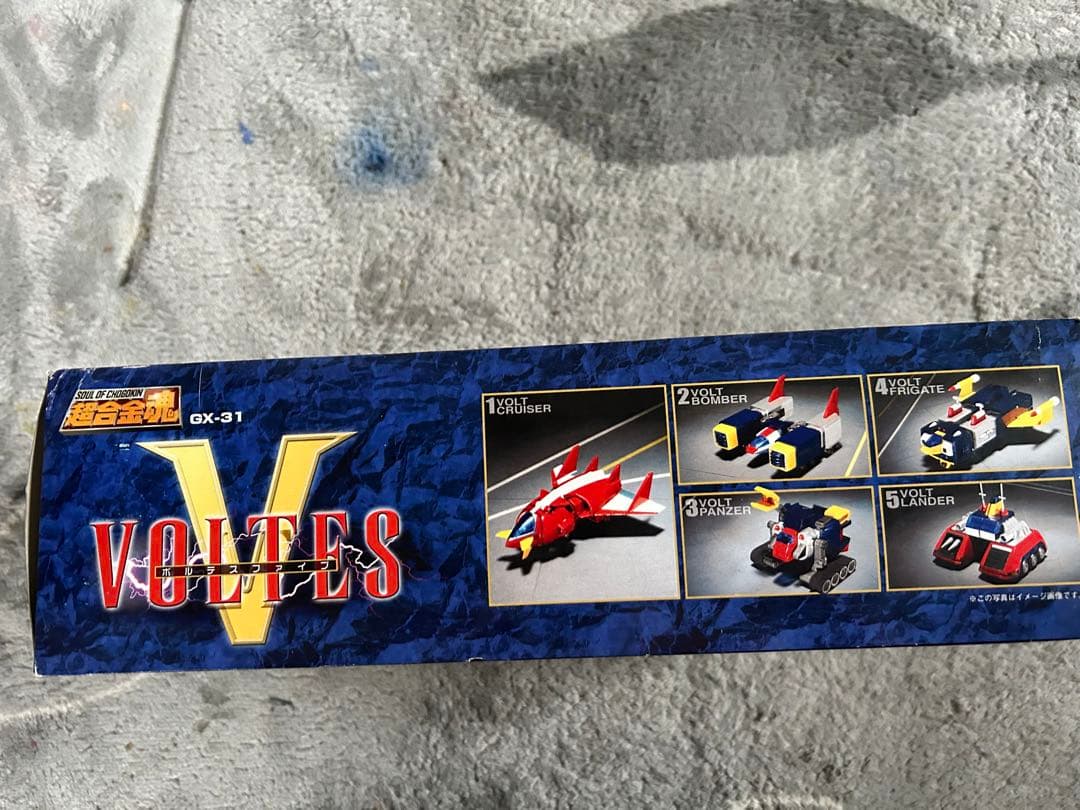 SOUL OF CHOGOKIN
超合金魂
GX-31
V
VOLTES
ボルテスファイブ
1 VOLT
CRUISER
2 VOLT
BOMBER
4 VOLT
FRIGATE
3 VOLT
PANZER
5 VOLT
LANDER
※この写真はイメージ画像です。